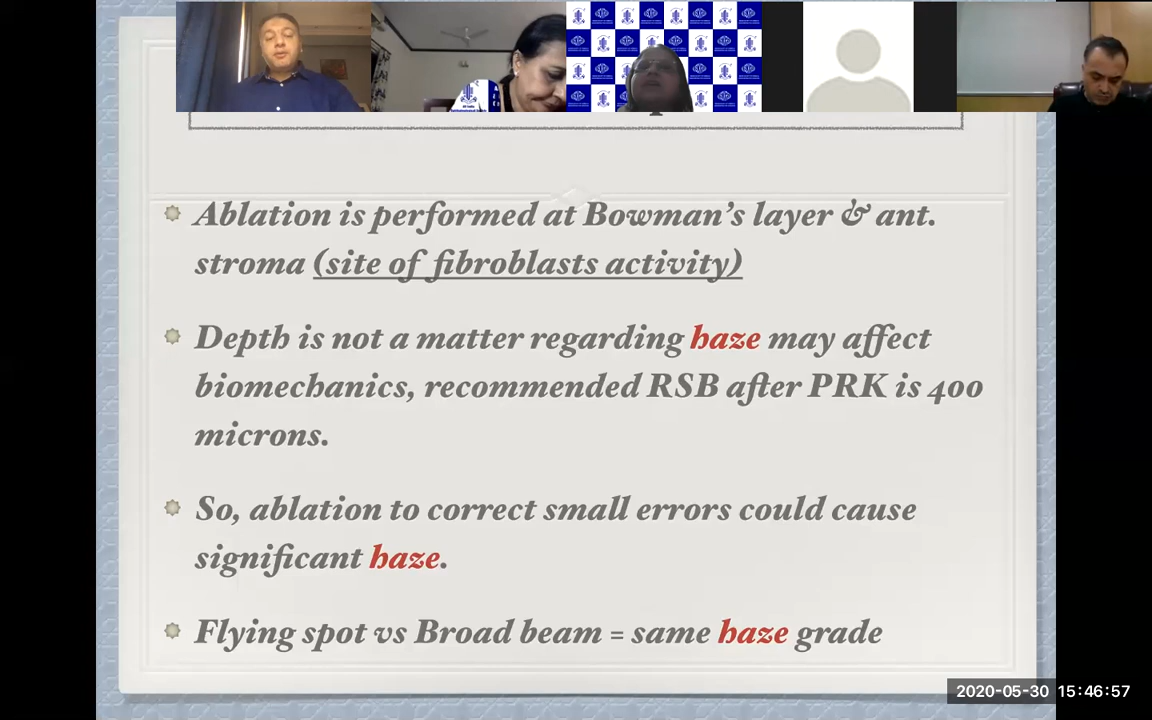 Ablation is performed at Bowman's layer & ant.
stroma (site of fibroblasts activity)
Depth is not a matter regarding haze may affect
biomechanics, recommended RSB after PRK is 400
microns.
So, ablation to correct small errors could cause
significant haze.
Flying spot vs Broad beam = same haze grade
2020-05-30 15:46:57